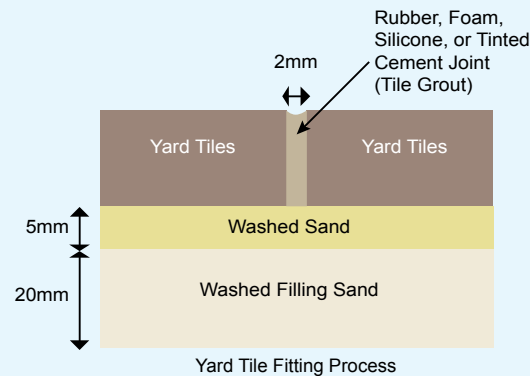 Rubber, Foam,
Silicone, or Tinted
Cement Joint
(Tile Grout)
2mm
Yard Tiles
Yard Tiles
5mm
Washed Sand
20mm
Washed Filling Sand
Yard Tile Fitting Process